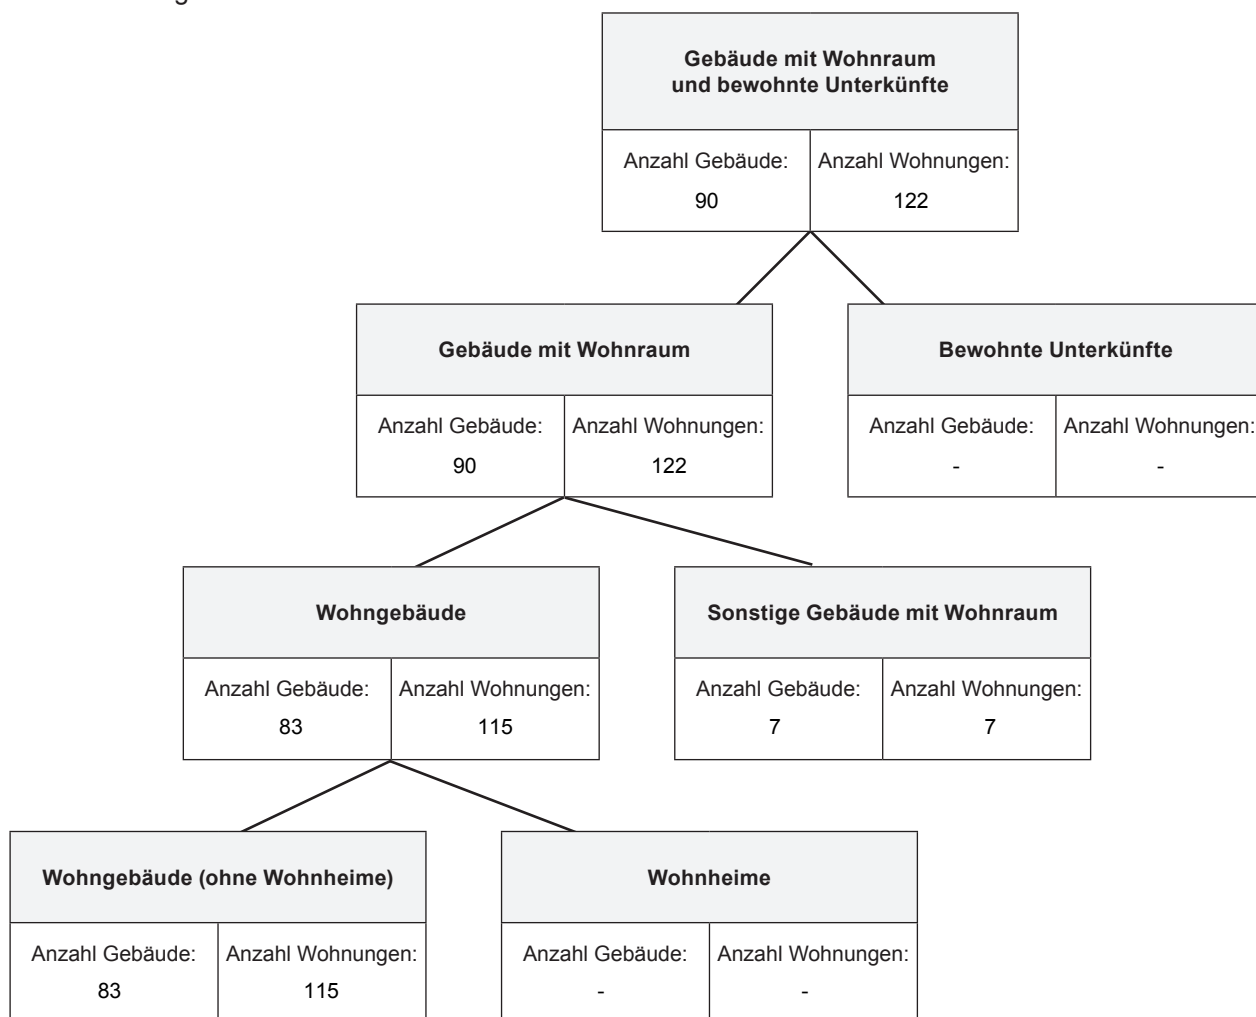 Gebäude mit Wohnraum
und bewohnte Unterkünfte
Anzahl Gebäude: Anzahl Wohnungen:
90 122
Gebäude mit Wohnraum
Anzahl Gebäude: Anzahl Wohnungen:
90 122
Bewohnte Unterkünfte
Anzahl Gebäude: Anzahl Wohnungen:
- -
Wohngebäude
Anzahl Gebäude: Anzahl Wohnungen:
83 115
Sonstige Gebäude mit Wohnraum
Anzahl Gebäude: Anzahl Wohnungen:
7 7
Wohngebäude (ohne Wohnheime)
Anzahl Gebäude: Anzahl Wohnungen:
83 115
Wohnheime
Anzahl Gebäude: Anzahl Wohnungen:
- -